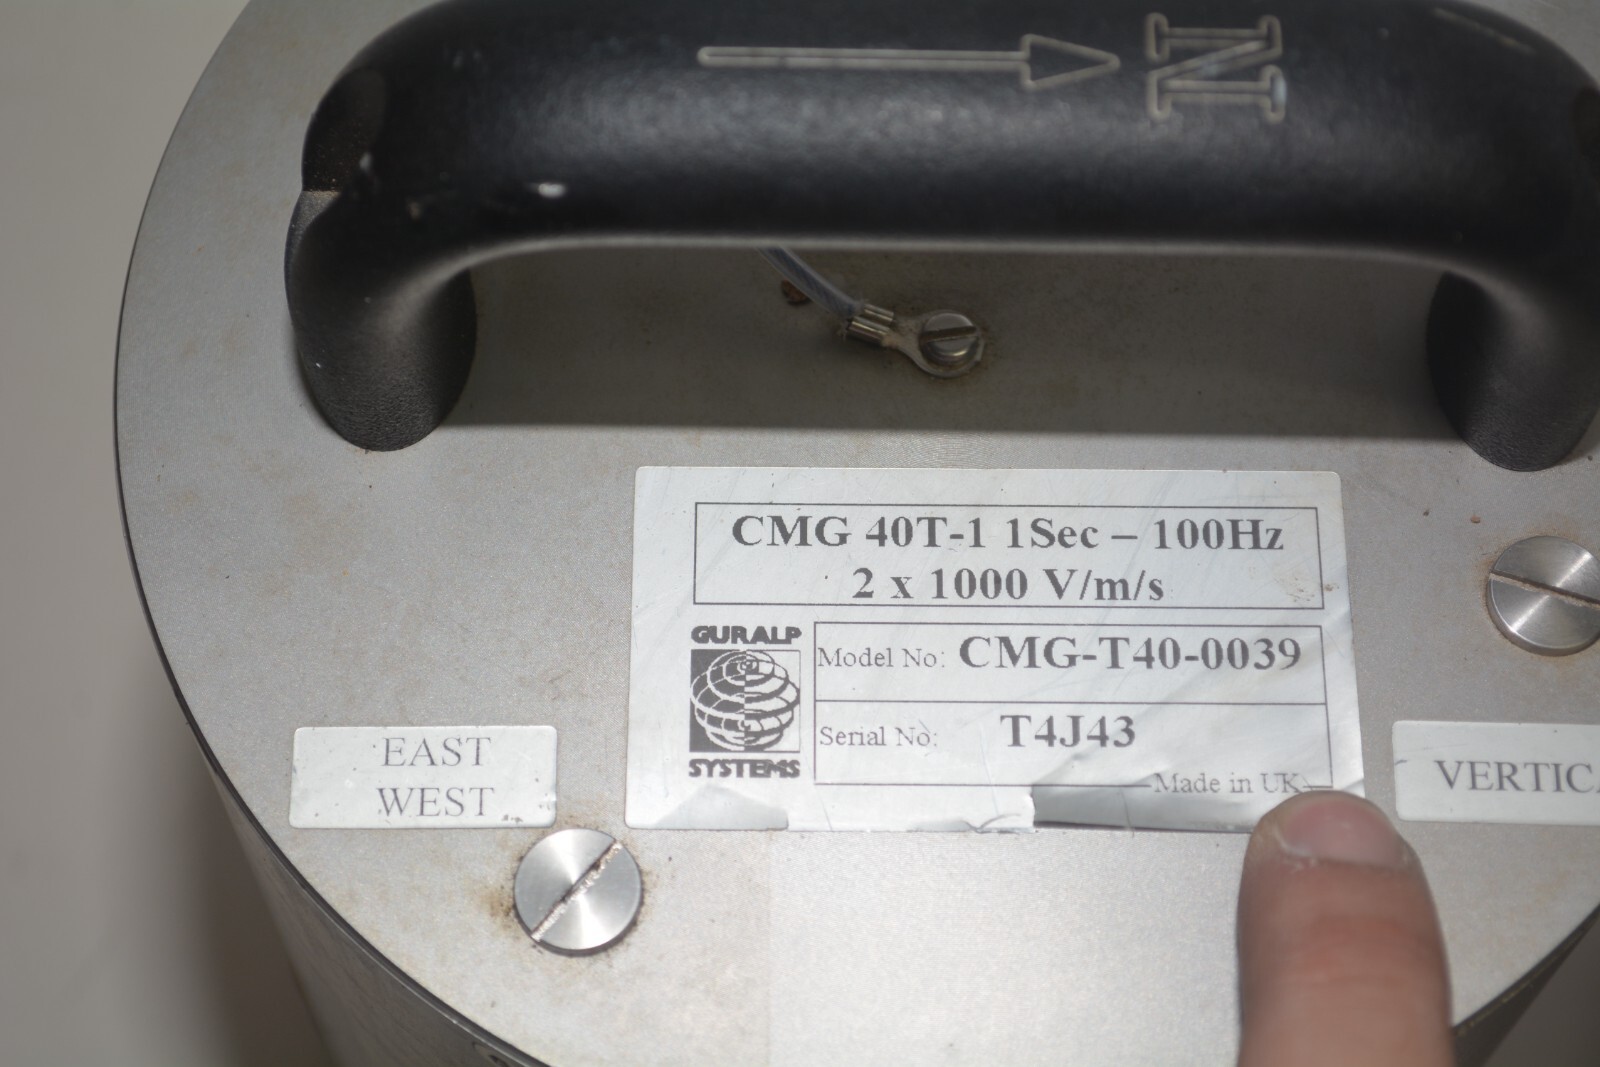 N
CMG 40T-1 1Sec – 100Hz
2 x 1000 V/m/s
GURALP
SYSTEMS
Model No: CMG-T40-0039
Serial No: T4J43
Made in UK
EAST
WEST